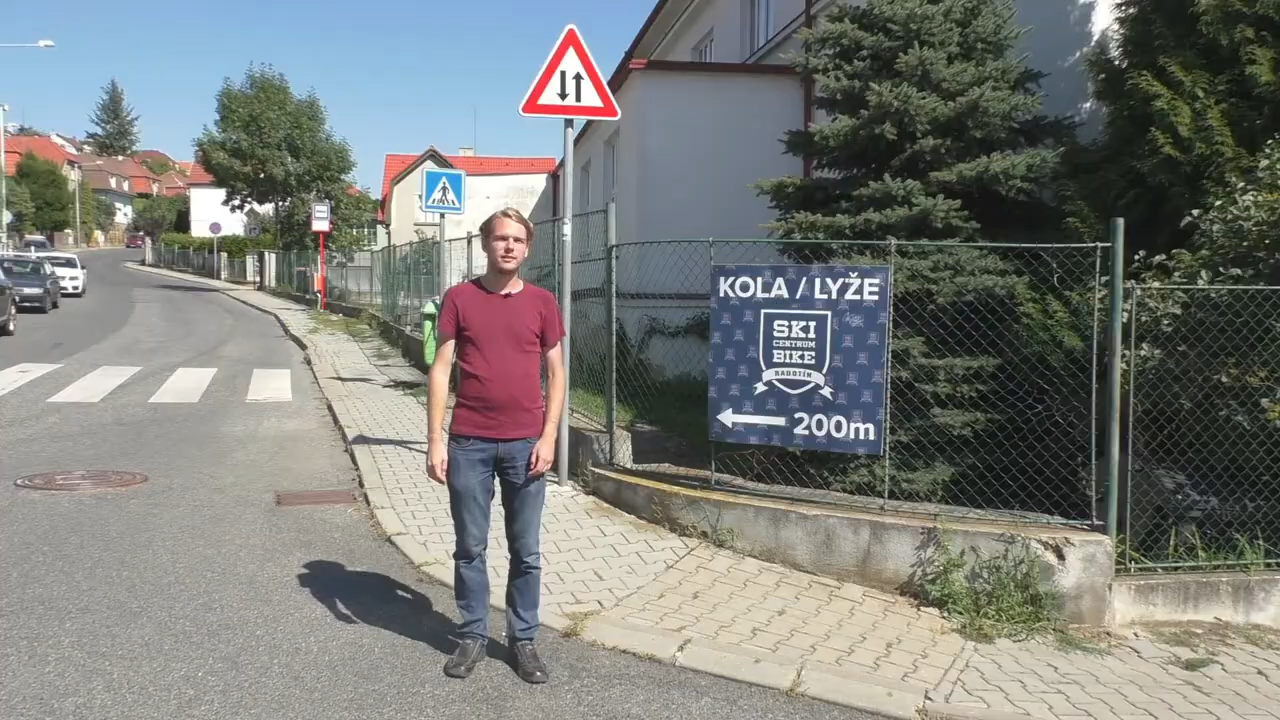 KOLA / LYŽE
SKI
CENTRUM
BIKE
RADOTÍN
200m